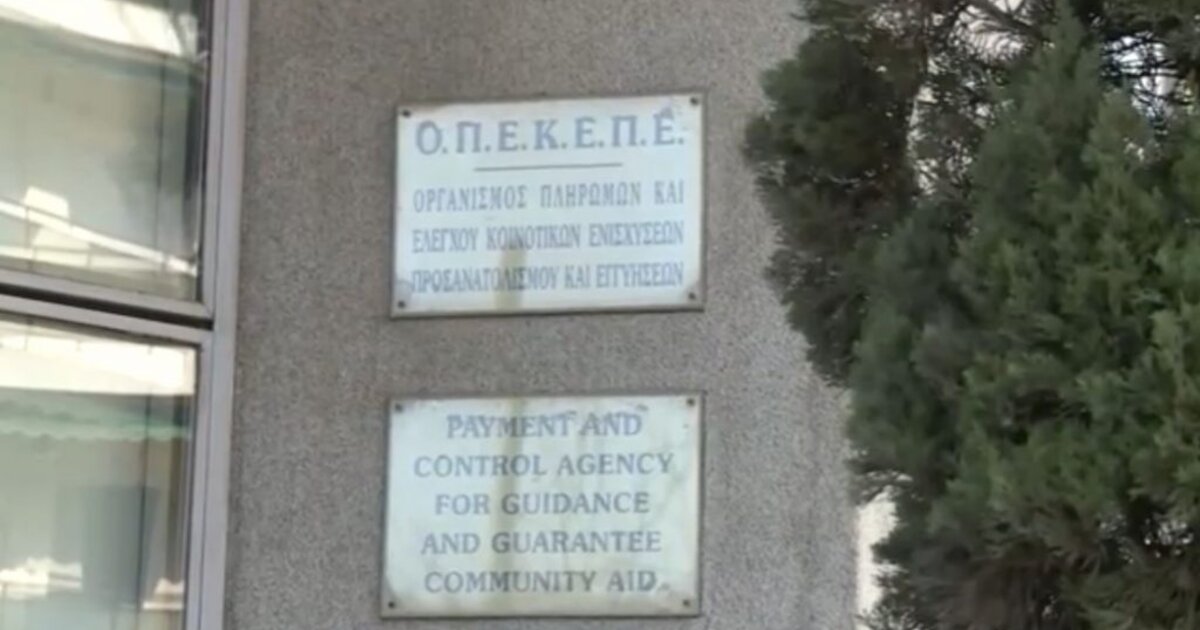 Ο.Π.Ε.Κ.Ε.Π.Ε.
ΟΡΓΑΝΙΣΜΟΣ ΠΛΗΡΩΜΩΝ ΚΑΙ
ΕΛΕΓΧΟΥ ΚΟΙΝΟΤΙΚΩΝ ΕΝΙΣΧΥΣΕΩΝ
ΠΡΟΣΑΝΑΤΟΛΙΣΜΟΥ ΚΑΙ ΕΓΓΥΗΣΕΩΝ
PAYMENT AND
CONTROL AGENCY
FOR GUIDANCE
AND GUARANTEE
COMMUNITY AID